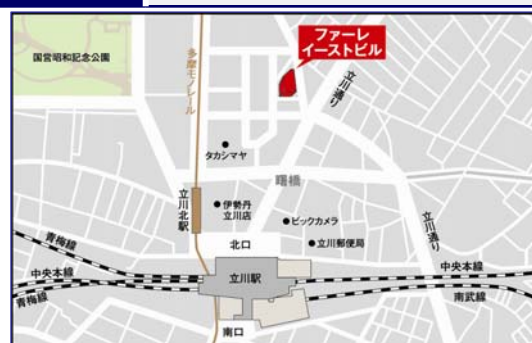 ファーレ
イーストビル
国営昭和記念公園
多摩モノレール
立川通り
タカシマヤ
曙橋
立川北駅
伊勢丹
立川店
ビックカメラ
立川通り
北口
立川郵便局
青梅線
中央本線
立川駅
中央本線
青梅線
南武線
南口